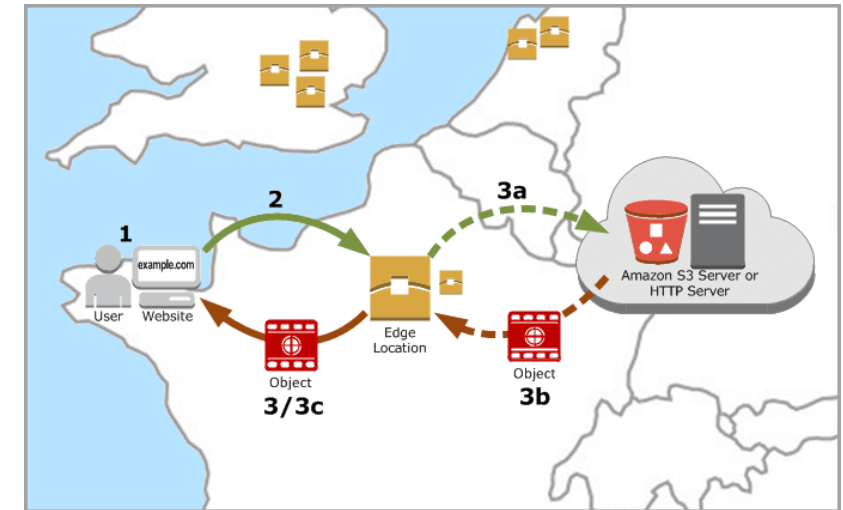 1
2
3a
example.com
User
Website
Edge
Location
Amazon S3 Server or
HTTP Server
Object
3/3c
Object
3b